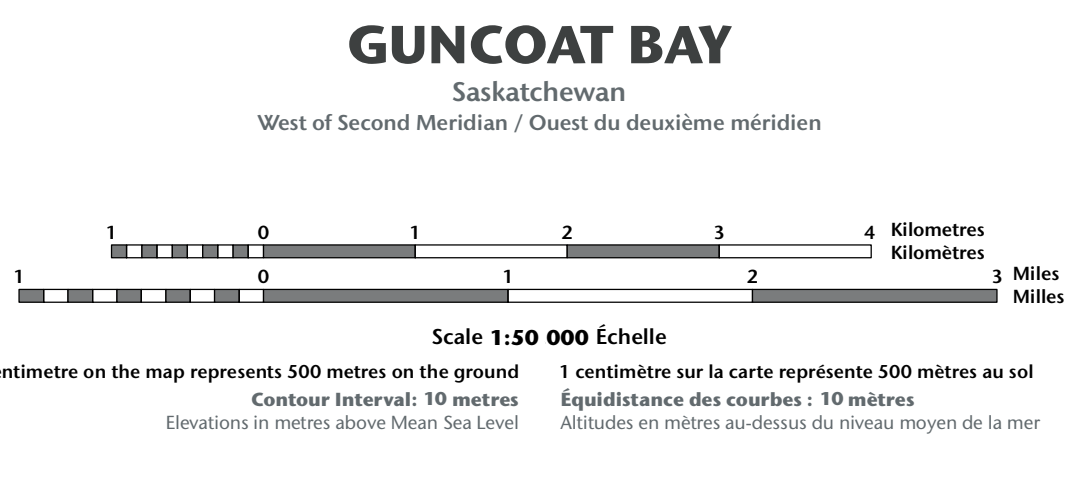 GUNCOAT BAY
Saskatchewan
West of Second Meridian / Ouest du deuxième méridien
1 0 1 2 3 4 Kilometres
Kilomètres
1 0 1 2 3 Miles
Milles
Scale 1:50 000 Échelle
entimetre on the map represents 500 metres on the ground
1 centimètre sur la carte représente 500 mètres au sol
Contour Interval: 10 metres
Équidistance des courbes : 10 mètres
Elevations in metres above Mean Sea Level
Altitudes en mètres au-dessus du niveau moyen de la mer